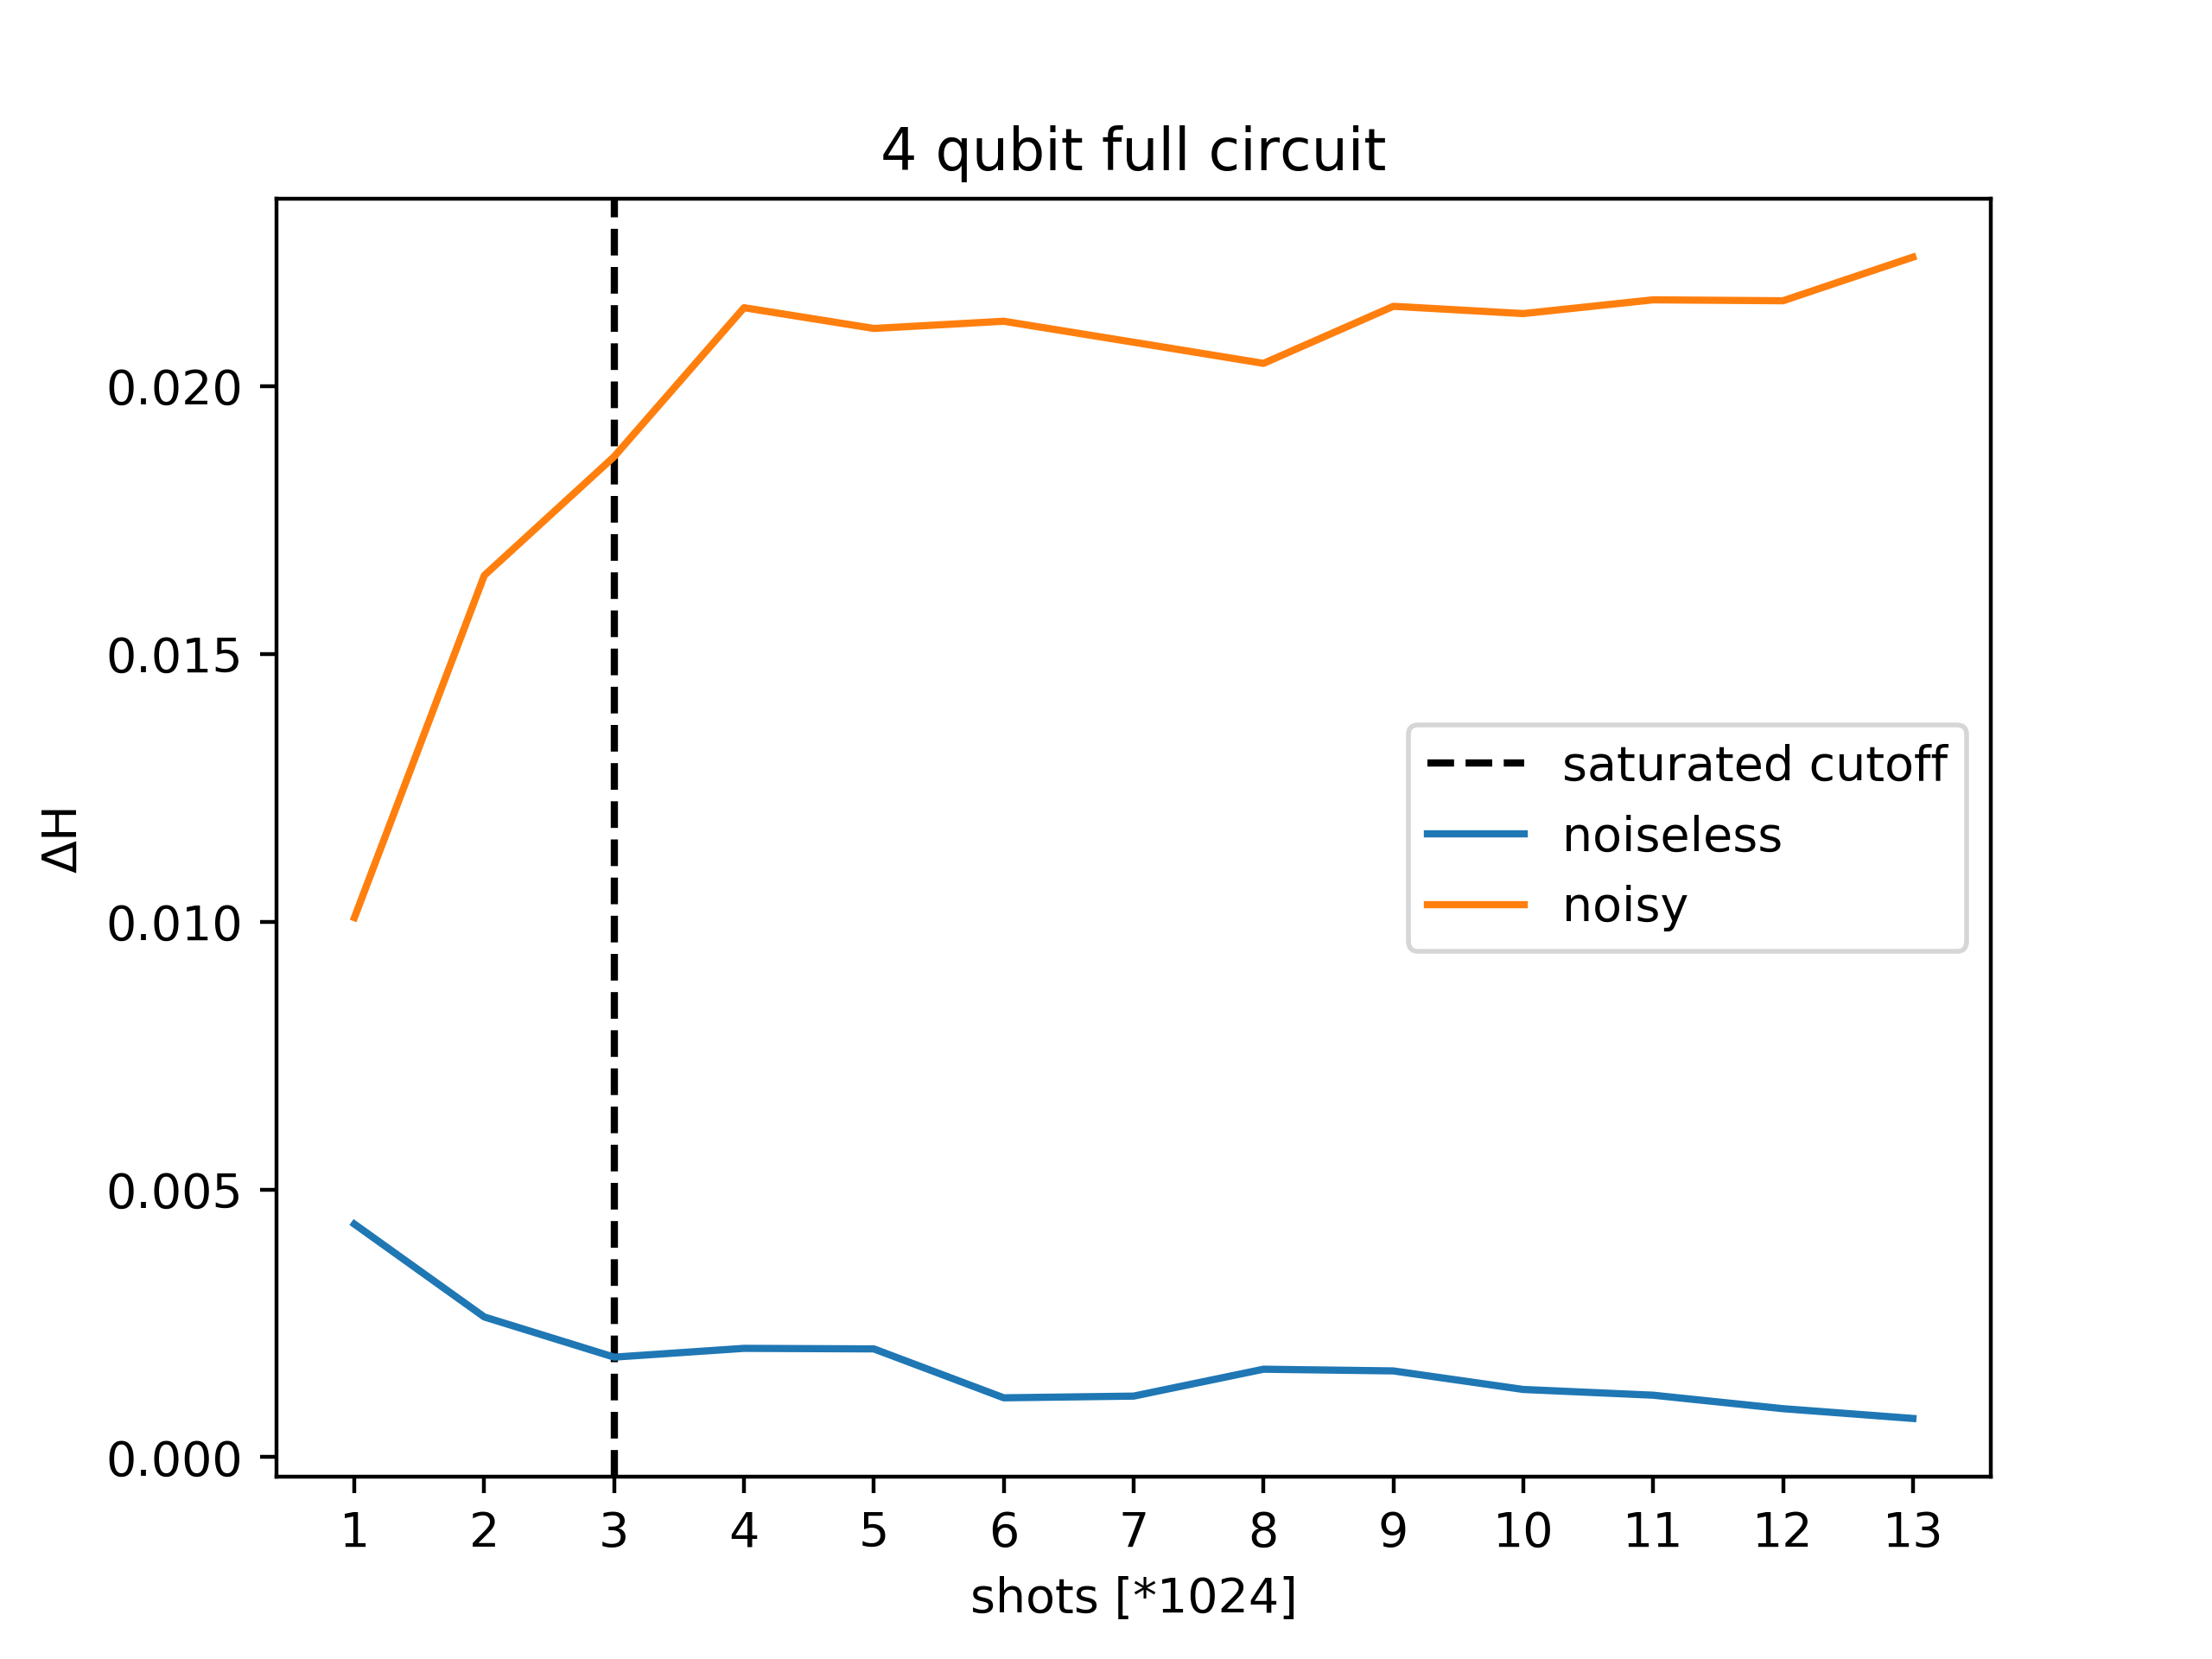 4 qubit full circuit
ΔH
0.020
0.015
0.010
0.005
0.000
saturated cutoff
noiseless
noisy
1 2 3 4 5 6 7 8 9 10 11 12 13
shots [*1024]